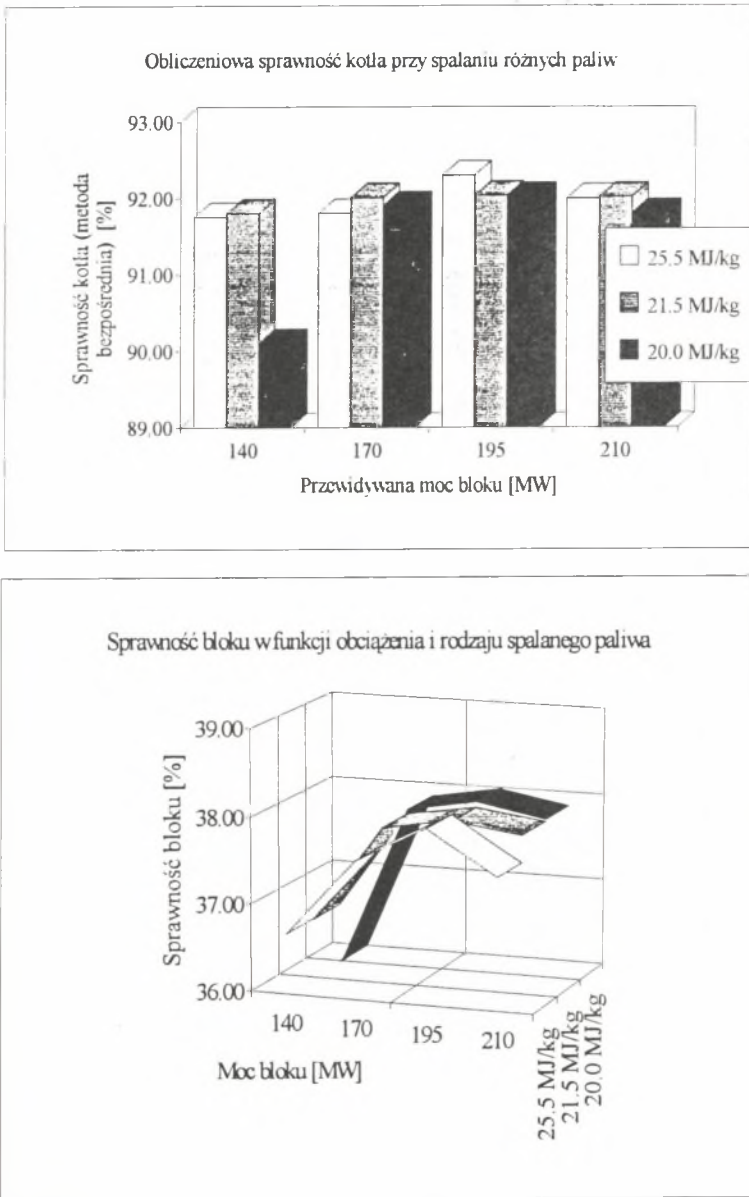 Obliczeniowa sprawność kotła przy spalaniu różnych paliw
Sprawność kotła (metoda
bezpośrednia) [%]
93.00
92.00
91.00
90.00
89,00
140
170
195
210
Przewidywana moc bloku [MW]
25.5 MJ/kg
21.5 MJ/kg
20.0 MJ/kg
Sprawność bloku w funkcji obciążenia i rodzaju spalanego paliwa
Sprawność bloku [%]
39.00
38.00
37.00
36.00
140
170
195
210
Moc bloku [MW]
25.5 MJ/kg
21.5 MJ/kg
20.0 MJ/kg